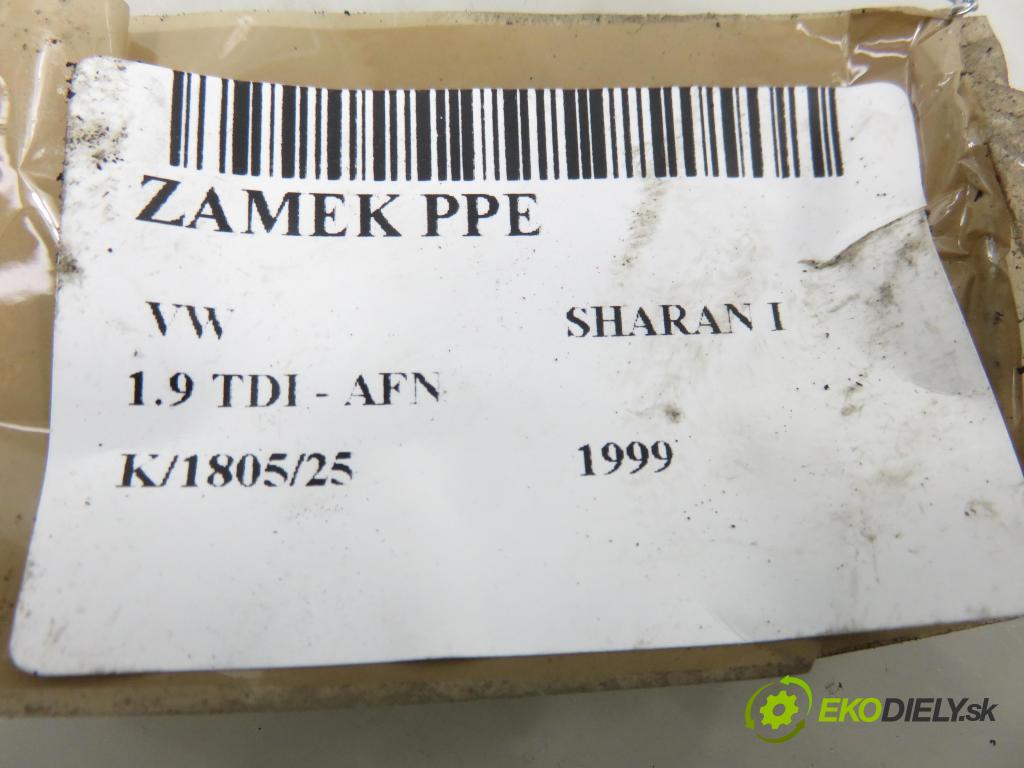 ZAMEK PPE
VW SHARAN I
1.9 TDI - AFN
K/1805/25 1999
EKODIELY.sk